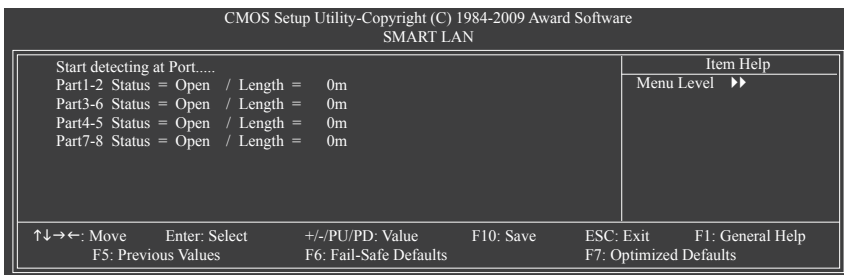 CMOS Setup Utility-Copyright (C) 1984-2009 Award Software
SMART LAN
Start detecting at Port.....
Part1-2 Status = Open / Length = 0m
Part3-6 Status = Open / Length = 0m
Part4-5 Status = Open / Length = 0m
Part7-8 Status = Open / Length = 0m
Item Help
Menu Level ▶▶
↑↓→←: Move Enter: Select +/-/PU/PD: Value F10: Save ESC: Exit F1: General Help
F5: Previous Values F6: Fail-Safe Defaults F7: Optimized Defaults